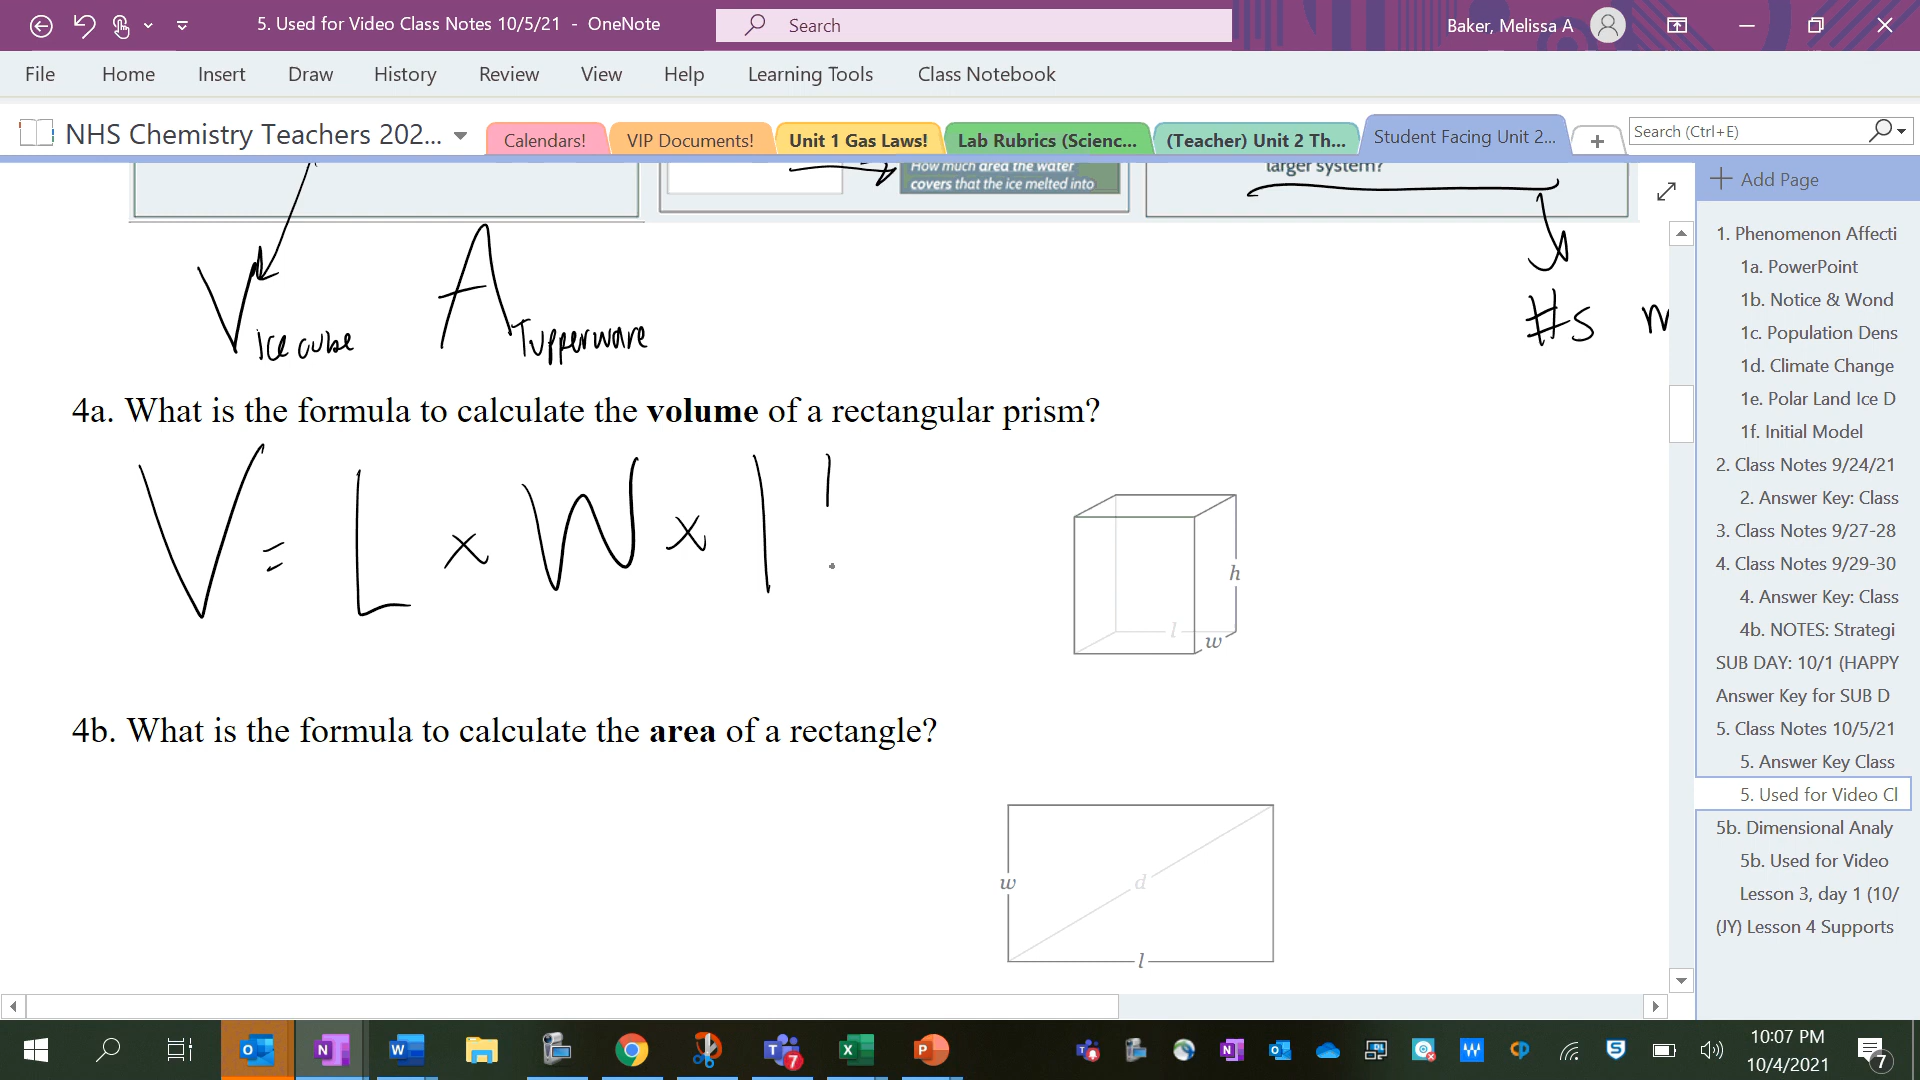 5. Used for Video Class Notes 10/5/21 - OneNote
Search
Baker, Melissa A
File Home Insert Draw History Review View Help Learning Tools Class Notebook
NHS Chemistry Teachers 202...
Calendars! VIP Documents! Unit 1 Gas Laws! Lab Rubrics (Scienc... (Teacher) Unit 2 Th... Student Facing Unit 2...
Search (Ctrl+E)
How much area the water
covers that the ice melted into
larger system?
V ice cube A Tupperware #s
4a. What is the formula to calculate the volume of a rectangular prism?
V = L x W x
h
l
w
4b. What is the formula to calculate the area of a rectangle?
w
d
l
Add Page
1. Phenomenon Affecti
1a. PowerPoint
1b. Notice & Wond
1c. Population Dens
1d. Climate Change
1e. Polar Land Ice D
1f. Initial Model
2. Class Notes 9/24/21
2. Answer Key: Class
3. Class Notes 9/27-28
4. Class Notes 9/29-30
4. Answer Key: Class
4b. NOTES: Strategi
SUB DAY: 10/1 (HAPPY
Answer Key for SUB D
5. Class Notes 10/5/21
5. Answer Key Class
5. Used for Video Cl
5b. Dimensional Analy
5b. Used for Video
Lesson 3, day 1 (10/
(JY) Lesson 4 Supports
10:07 PM
10/4/2021
7
7